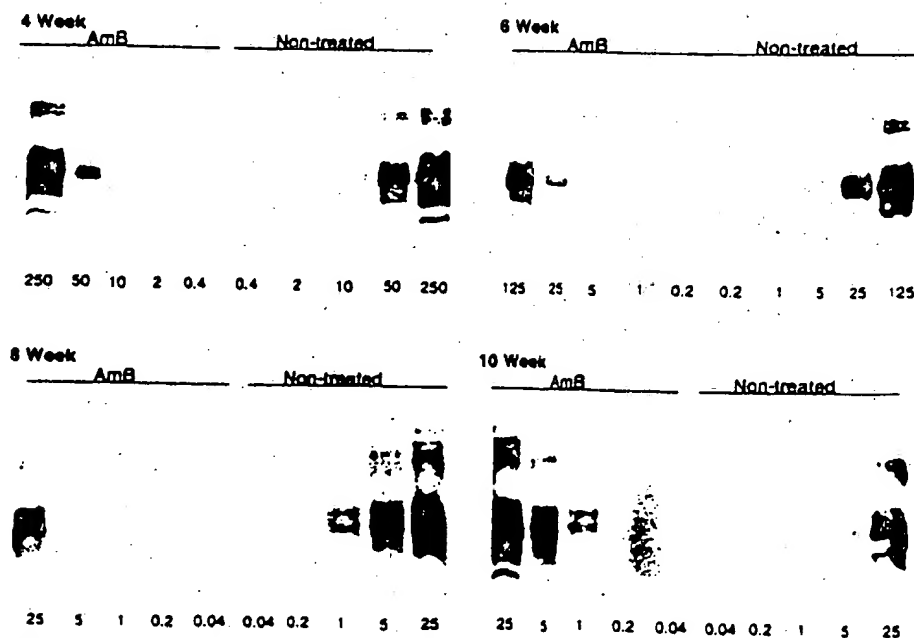 4 Week
AmB Non-treated
250 50 10 2 0.4 0.4 2 10 50 250
6 Week
AmB Non-treated
125 25 5 1 0.2 0.2 1 5 25 125
8 Week
AmB Non-treated
25 5 1 0.2 0.04 0.04 0.2 1 5 25
10 Week
AmB Non-treated
25 5 1 0.2 0.04 0.04 0.2 1 5 25